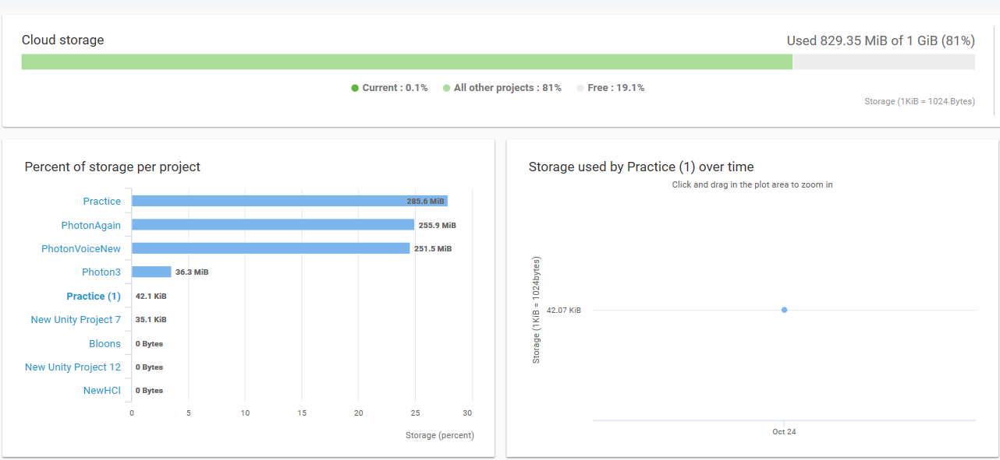 Cloud storage
Used 829.35 MiB of 1 GiB (81%)
Current : 0.1% All other projects : 81% Free : 19.1%
Storage (1KiB = 1024 Bytes)
Percent of storage per project
Practice 285.6 MiB
PhotonAgain 255.9 MiB
PhotonVoiceNew 251.5 MiB
Photon3 36.3 MiB
Practice (1) 42.1 KiB
New Unity Project 7 35.1 KiB
Bloons 0 Bytes
New Unity Project 12 0 Bytes
NewHCI 0 Bytes
0 5 10 15 20 25 30
Storage (percent)
Storage used by Practice (1) over time
Click and drag in the plot area to zoom in
Storage (1KiB = 1024bytes)
42.07 KiB
Oct 24